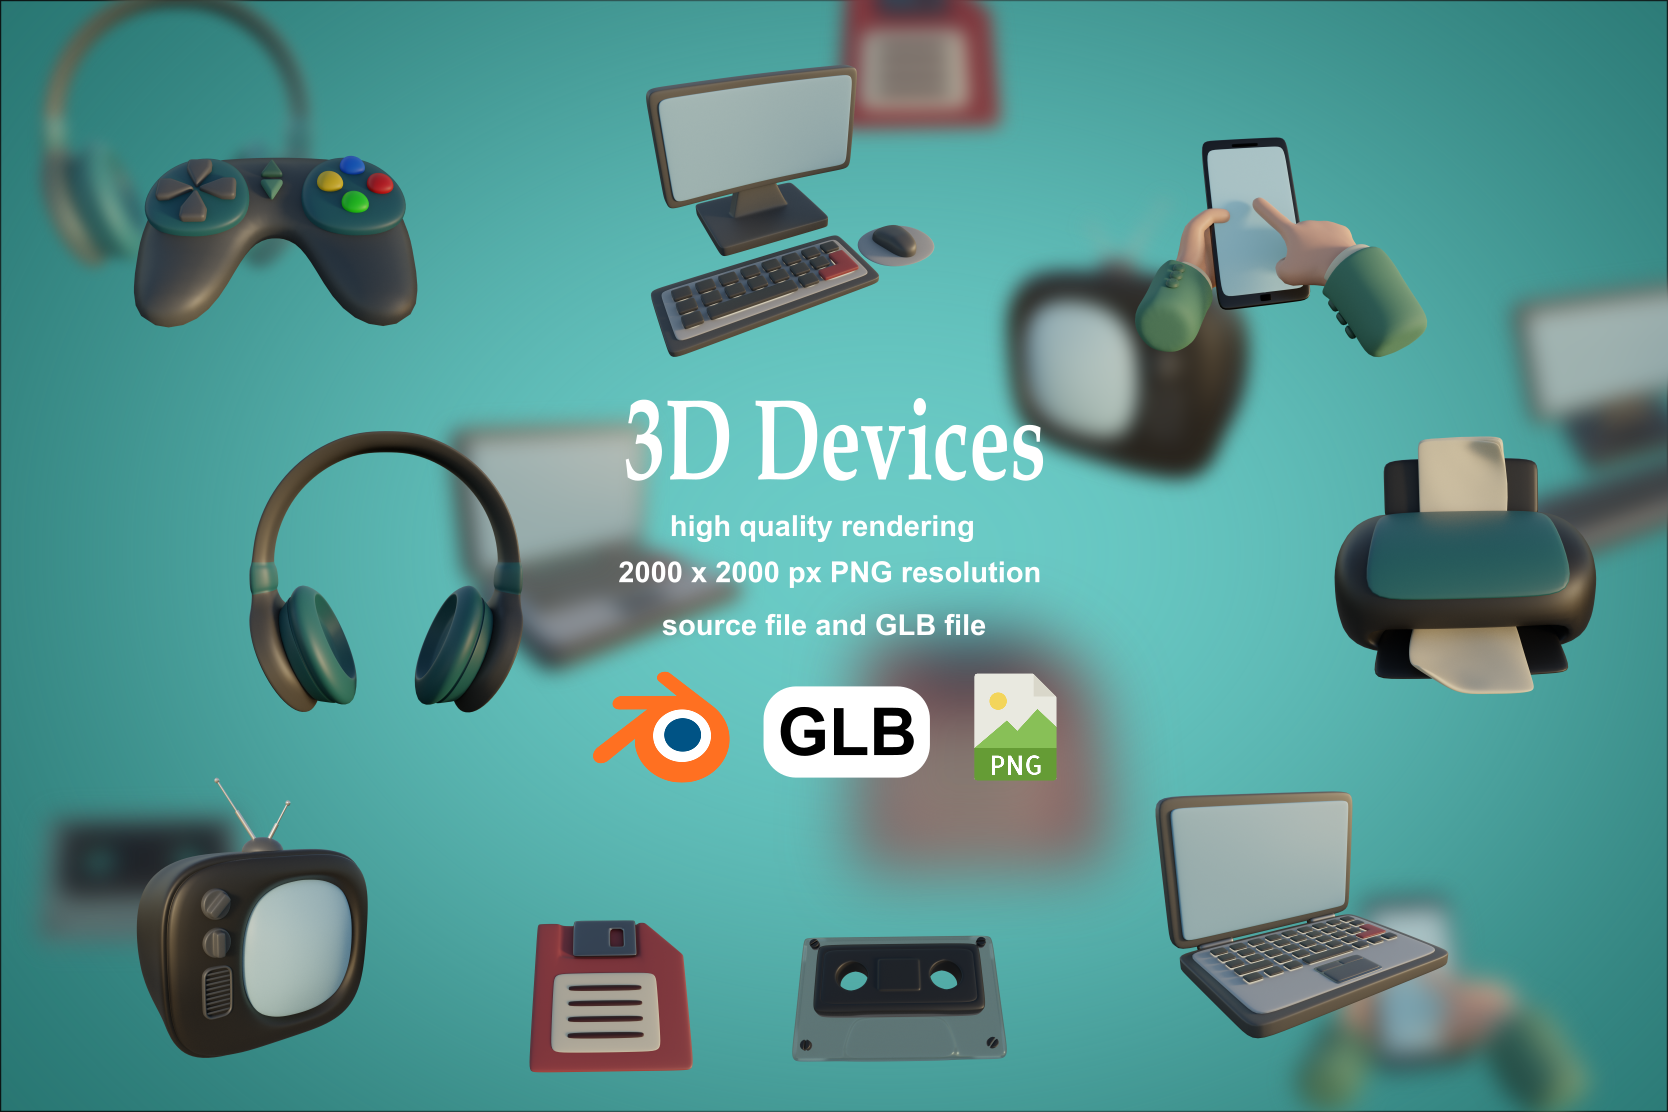 3D Devices
high quality rendering
2000 x 2000 px PNG resolution
source file and GLB file
GLB
PNG